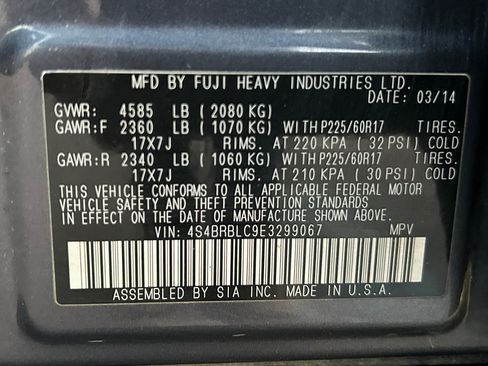 MFD BY FUJI HEAVY INDUSTRIES LTD.
DATE: 03/14
GVWR: 4585 LB (2080 KG)
GAWR:F 2360 LB (1070 KG) WITH P225/60R17 TIRES.
17X7J RIMS. AT 220 KPA (32 PSI) COLD
GAWR:R 2340 LB (1060 KG) WITH P225/60R17 TIRES.
17X7J RIMS. AT 210 KPA (30 PSI) COLD
THIS VEHICLE CONFORMS TO ALL APPLICABLE FEDERAL MOTOR
VEHICLE SAFETY AND THEFT PREVENTION STANDARDS
IN EFFECT ON THE DATE OF MANUFACTURE SHOWN ABOVE.
VIN: 4S4BRBLC9E3299067 MPV
ASSEMBLED BY SIA INC. MADE IN U.S.A.